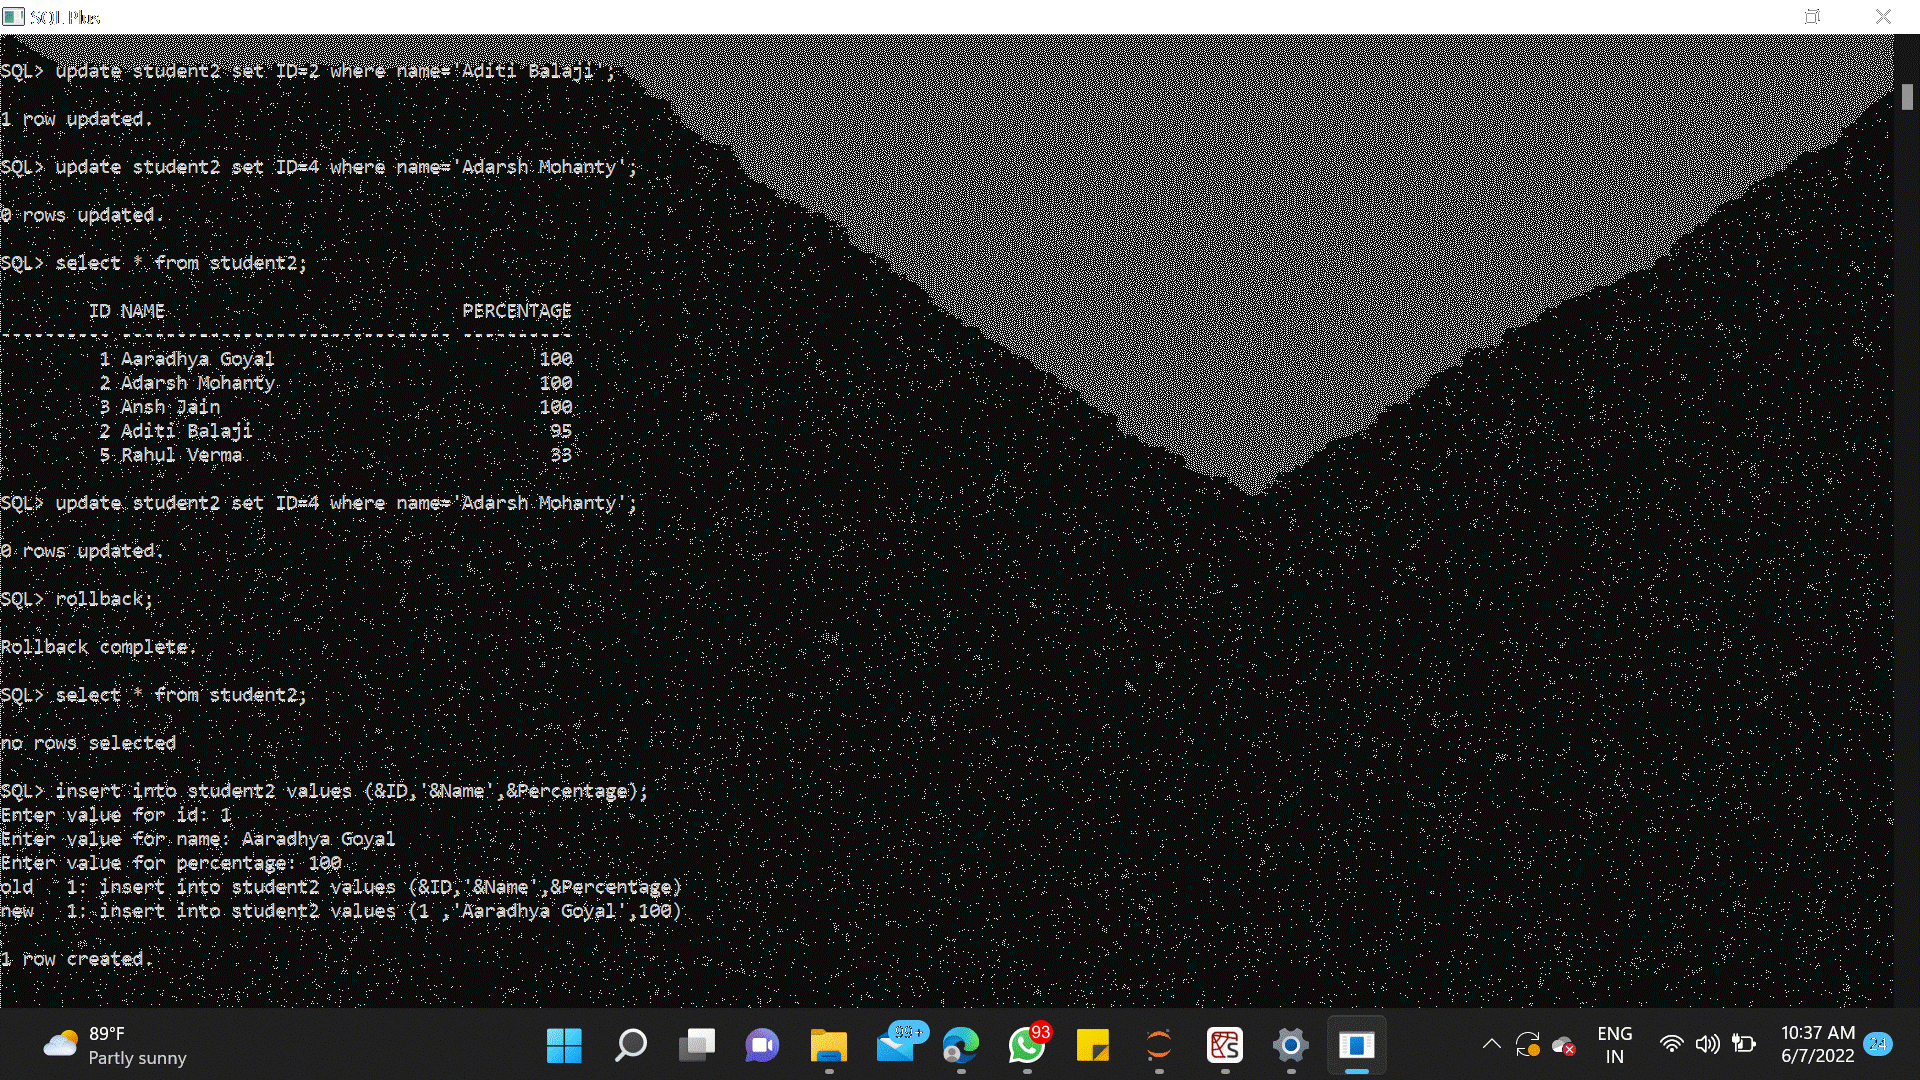 SQL Plus
SQL> update student2 set ID=2 where name='Aditi Balaji';
1 row updated.
SQL> update student2 set ID=4 where name='Adarsh Mohanty';
0 rows updated.
SQL> select * from student2;
ID NAME PERCENTAGE
---------- ------------------------------ ----------
1 Aaradhya Goyal 100
2 Adarsh Mohanty 100
3 Ansh Jain 100
2 Aditi Balaji 95
5 Rahul Verma 33
SQL> update student2 set ID=4 where name='Adarsh Mohanty';
0 rows updated.
SQL> rollback;
Rollback complete.
SQL> select * from student2;
no rows selected
SQL> insert into student2 values (&ID,'&Name',&Percentage);
Enter value for id: 1
Enter value for name: Aaradhya Goyal
Enter value for percentage: 100
old   1: insert into student2 values (&ID,'&Name',&Percentage)
new   1: insert into student2 values (1 ,'Aaradhya Goyal',100)
1 row created.
89°F
Partly sunny
99+
93
ENG
IN
10:37 AM
6/7/2022
24